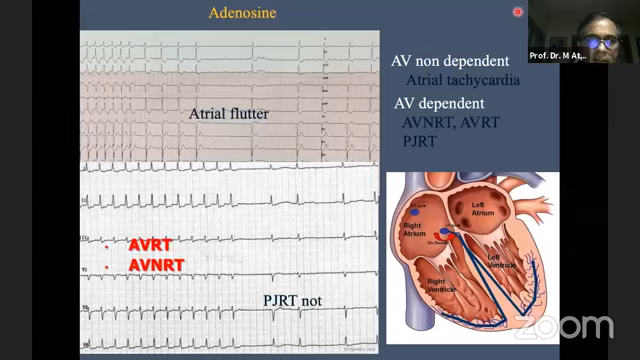 Adenosine
Prof. Dr. M At...
AV non dependent
Atrial tachycardia
AV dependent
AVNRT, AVRT
PJRT
Atrial flutter
AVRT
AVNRT
PJRT not
Right
Atrium
Left
Atrium
Left
Ventricle
Right
Ventricle
zoom